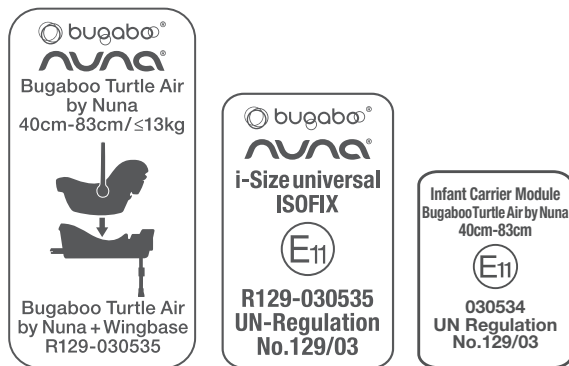 bugaboo®
nuna®
Bugaboo Turtle Air
by Nuna
40cm-83cm/≤13kg
Bugaboo Turtle Air
by Nuna + Wingbase
R129-030535
bugaboo®
nuna®
i-Size universal
ISOFIX
E11
R129-030535
UN-Regulation
No.129/03
Infant Carrier Module
Bugaboo Turtle Air by Nuna
40cm-83cm
E11
030534
UN Regulation
No.129/03